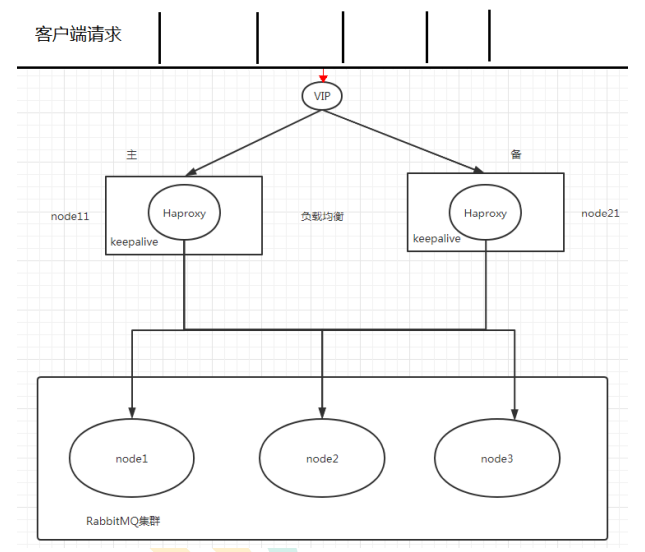 客户端请求
VIP
主
备
Haproxy
Haproxy
node11
负载均衡
node21
keepalive
keepalive
node1
node2
node3
RabbitMQ集群